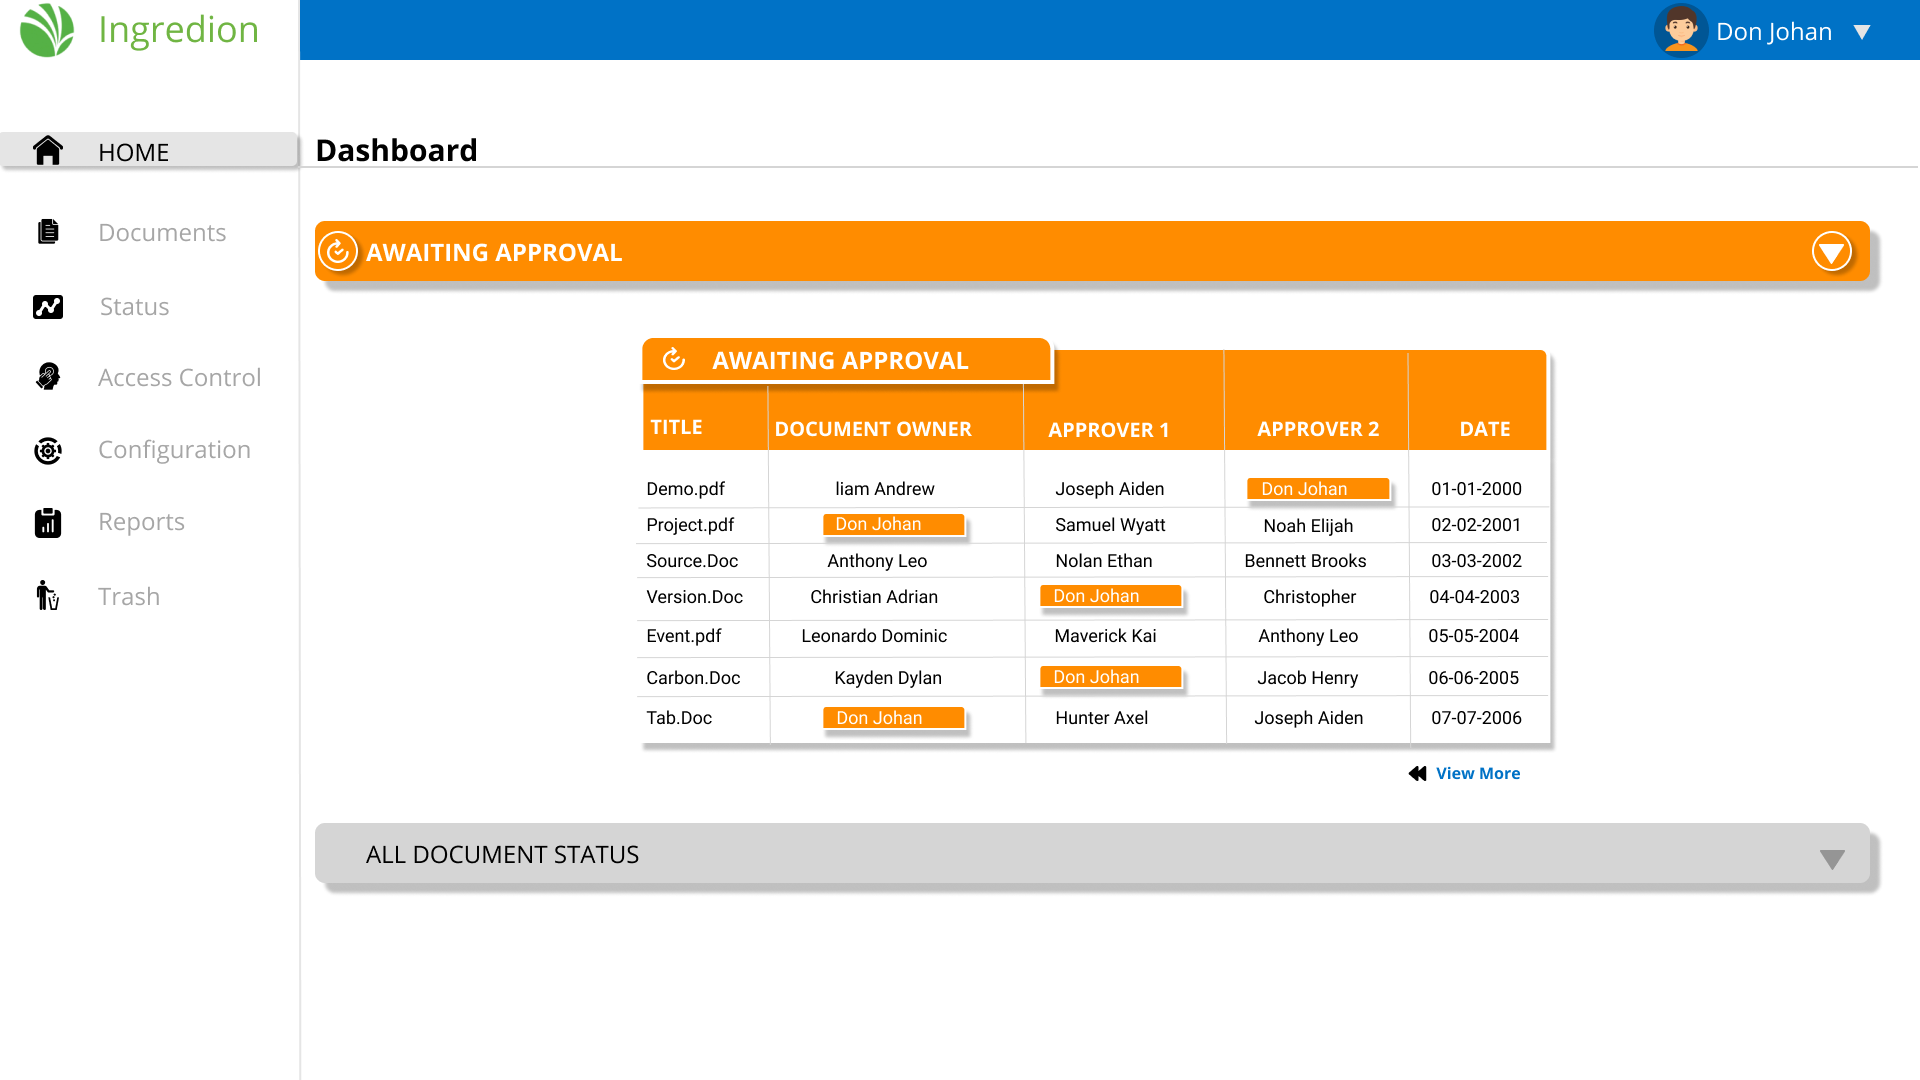 Ingredion
Don Johan
HOME
Dashboard
Documents
AWAITING APPROVAL
Status
Access Control
Configuration
Reports
Trash
AWAITING APPROVAL
TITLE DOCUMENT OWNER APPROVER 1 APPROVER 2 DATE
Demo.pdf liam Andrew Joseph Aiden Don Johan 01-01-2000
Project.pdf Don Johan Samuel Wyatt Noah Elijah 02-02-2001
Source.Doc Anthony Leo Nolan Ethan Bennett Brooks 03-03-2002
Version.Doc Christian Adrian Don Johan Christopher 04-04-2003
Event.pdf Leonardo Dominic Maverick Kai Anthony Leo 05-05-2004
Carbon.Doc Kayden Dylan Don Johan Jacob Henry 06-06-2005
Tab.Doc Don Johan Hunter Axel Joseph Aiden 07-07-2006
View More
ALL DOCUMENT STATUS